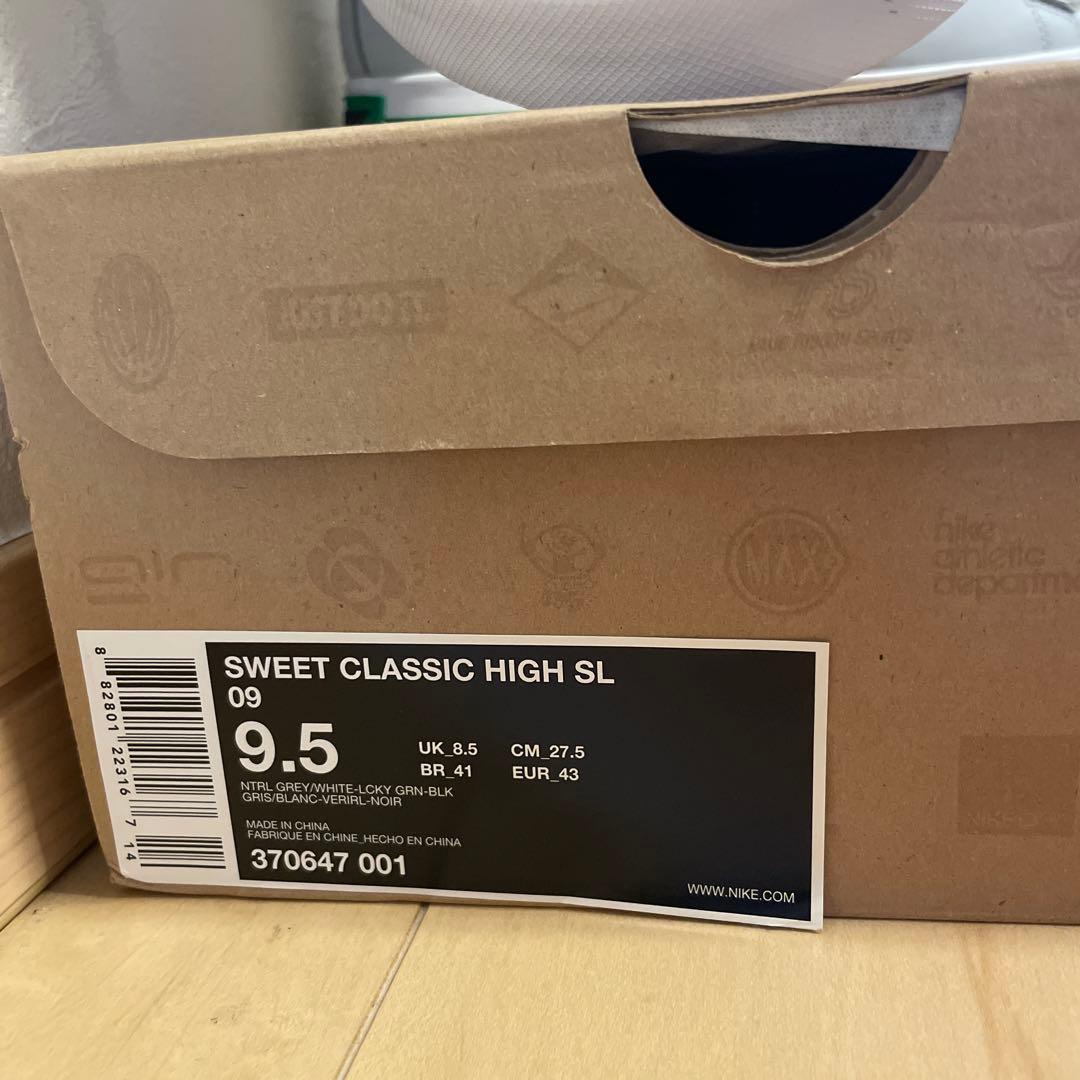 MAX
nike
athletic
SWEET CLASSIC HIGH SL
09
9.5
UK_8.5 CM_27.5
BR_41 EUR_43
NTRL GREY/WHITE-LCKY GRN-BLK
GRIS/BLANC-VERIRL-NOIR
MADE IN CHINA
FABRIQUE EN CHINE_HECHO EN CHINA
370647 001
WWW.NIKE.COM
8 82801 22316 7 14